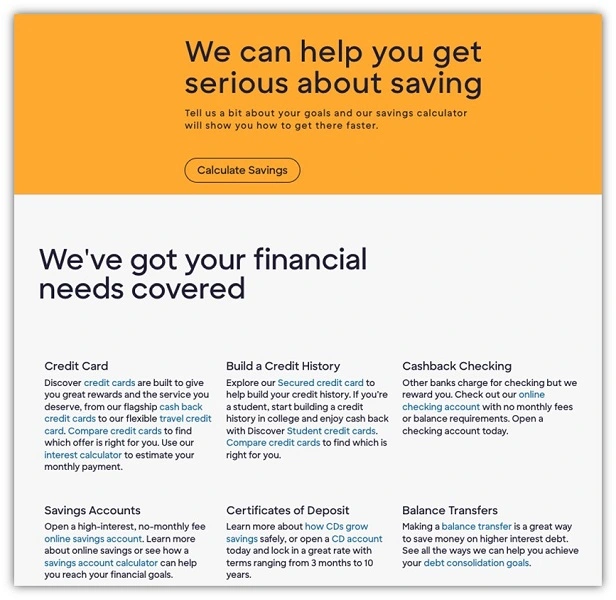 We can help you get
serious about saving
Tell us a bit about your goals and our savings calculator
will show you how to get there faster.
Calculate Savings
We've got your financial
needs covered
Credit Card
Discover credit cards are built to give
you great rewards and the service you
deserve, from our flagship cash back
credit cards to our flexible travel credit
card. Compare credit cards to find
which offer is right for you. Use our
interest calculator to estimate your
monthly payment.
Build a Credit History
Explore our Secured credit card to
help build your credit history. If you're
a student, start building a credit
history in college and enjoy cash back
with Discover Student credit cards.
Compare credit cards to find which is
right for you.
Cashback Checking
Other banks charge for checking but we
reward you. Check out our online
checking account with no monthly fees
or balance requirements. Open a
checking account today.
Savings Accounts
Open a high-interest, no-monthly fee
online savings account. Learn more
about online savings or see how a
savings account calculator can help
you reach your financial goals.
Certificates of Deposit
Learn more about how CDs grow
savings safely, or open a CD account
today and lock in a great rate with
terms ranging from 3 months to 10
years.
Balance Transfers
Making a balance transfer is a great way
to save money on higher interest debt.
See all the ways we can help you achieve
your debt consolidation goals.